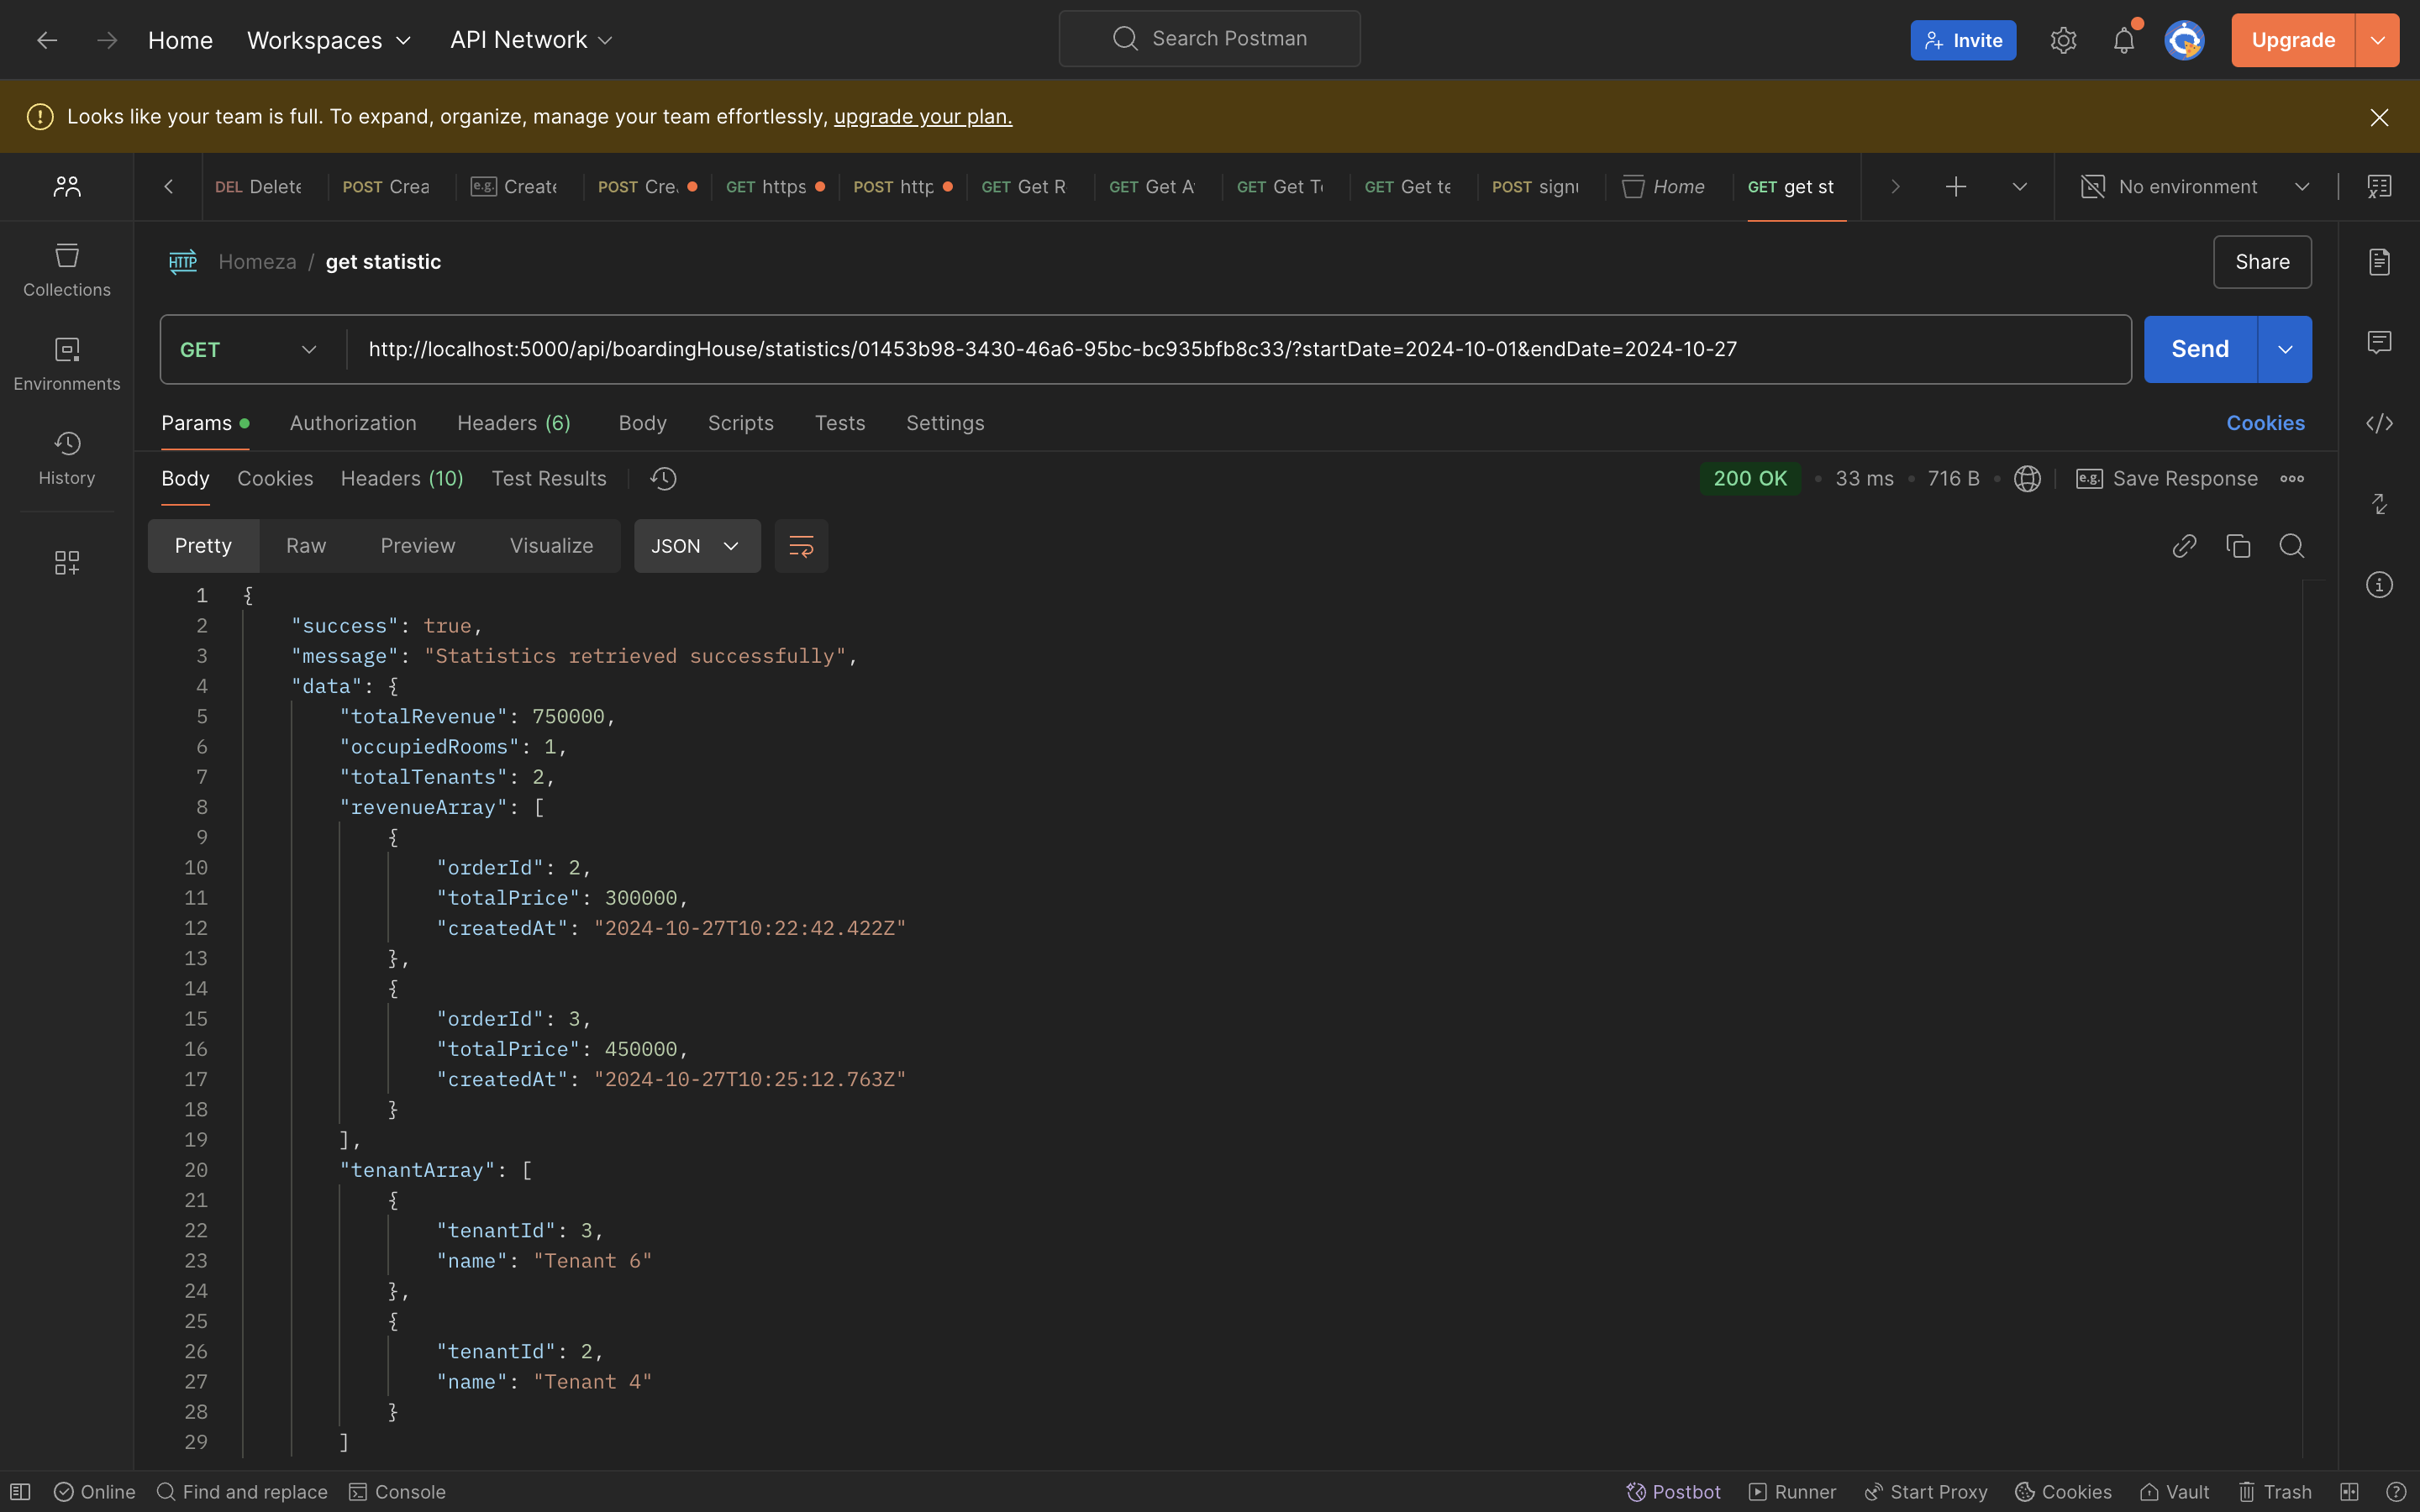 Home Workspaces API Network Search Postman Invite Upgrade
Looks like your team is full. To expand, organize, manage your team effortlessly, upgrade your plan.
DEL Delete POST Crea e.g. Create POST Cre. GET https POST http GET Get R GET Get A GET Get T GET Get te POST sign Home GET get st No environment
Collections
Environments
History
HTTP Homeza / get statistic Share
GET http://localhost:5000/api/boardingHouse/statistics/01453b98-3430-46a6-95bc-bc935bfb8c33/?startDate=2024-10-01&endDate=2024-10-27 Send
Params Authorization Headers (6) Body Scripts Tests Settings Cookies
Body Cookies Headers (10) Test Results 200 OK 33 ms 716 B e.g. Save Response
Pretty Raw Preview Visualize JSON
1 {
2 "success": true,
3 "message": "Statistics retrieved successfully",
4 "data": {
5 "totalRevenue": 750000,
6 "occupiedRooms": 1,
7 "totalTenants": 2,
8 "revenueArray": [
9 {
10 "orderId": 2,
11 "totalPrice": 300000,
12 "createdAt": "2024-10-27T10:22:42.422Z"
13 },
14 {
15 "orderId": 3,
16 "totalPrice": 450000,
17 "createdAt": "2024-10-27T10:25:12.763Z"
18 }
19 ],
20 "tenantArray": [
21 {
22 "tenantId": 3,
23 "name": "Tenant 6"
24 },
25 {
26 "tenantId": 2,
27 "name": "Tenant 4"
28 }
29 ]
Online Find and replace Console Postbot Runner Start Proxy Cookies Vault Trash